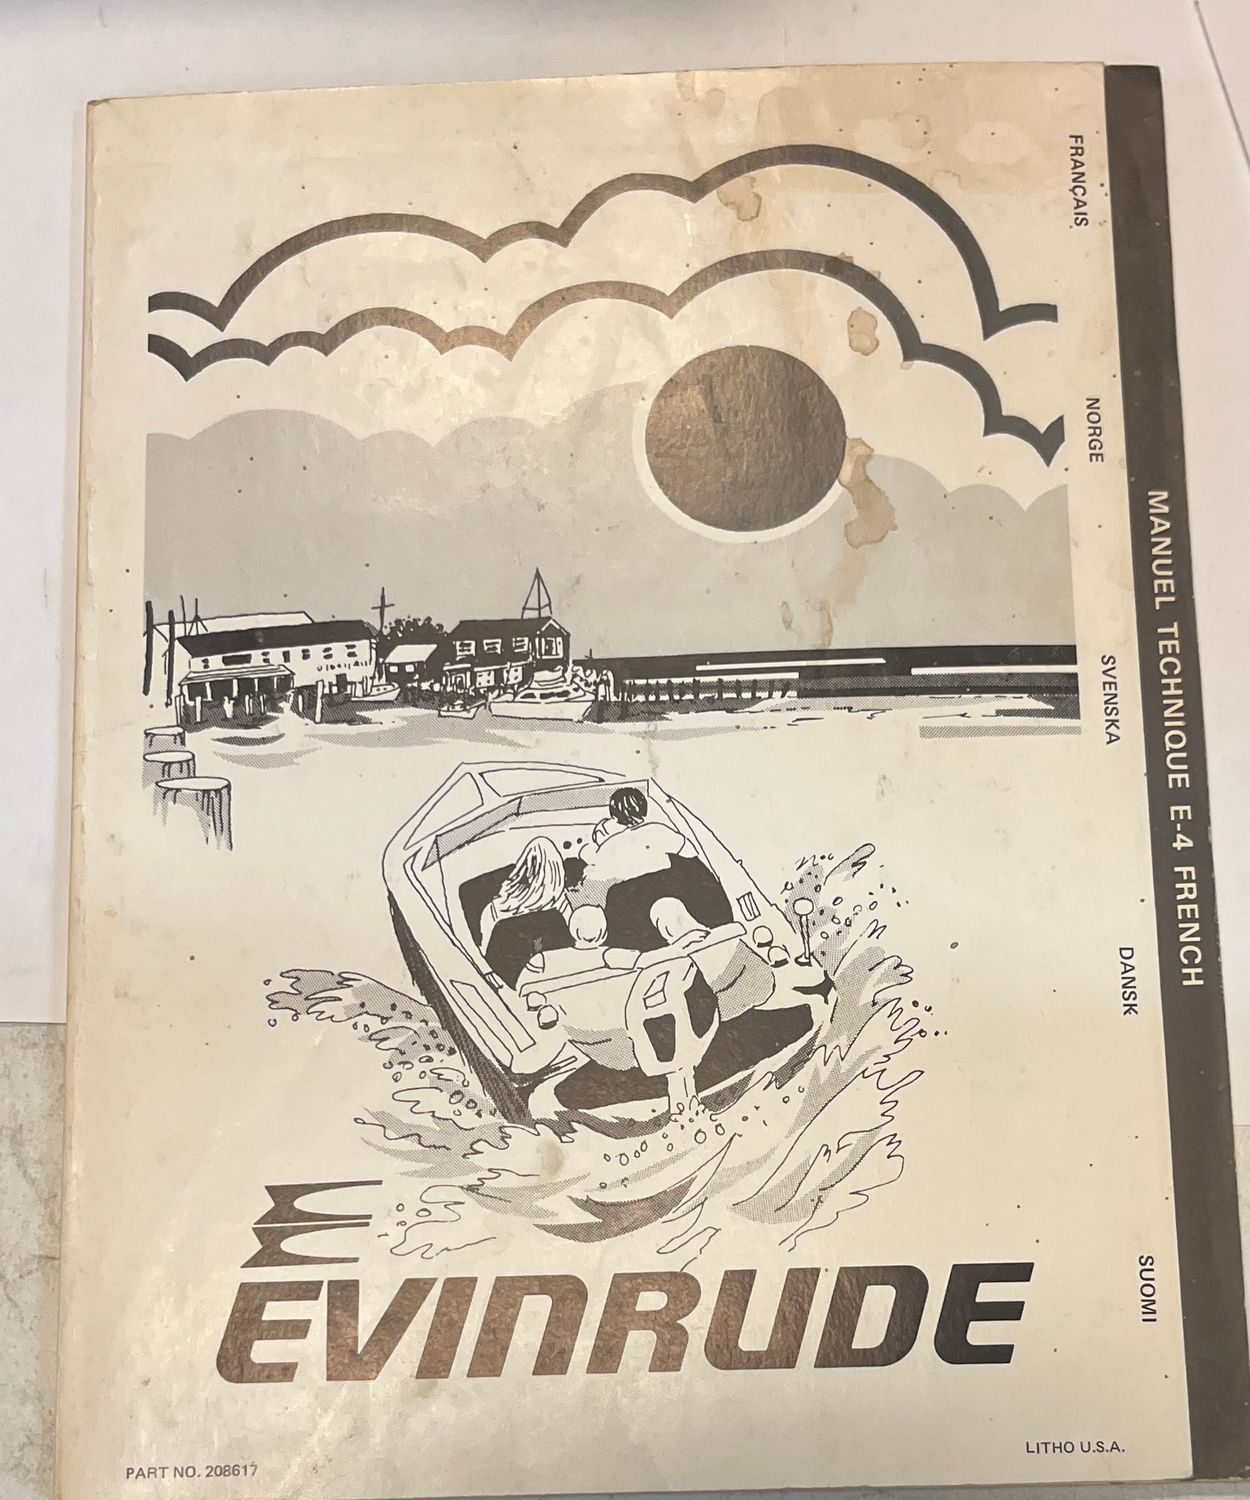 FRANÇAIS
NORGE
SVENSKA
DANSK
SUOMI
MANUEL TECHNIQUE E-4 FRENCH
EVINRUDE
LITHO U.S.A.
PART NO. 208617